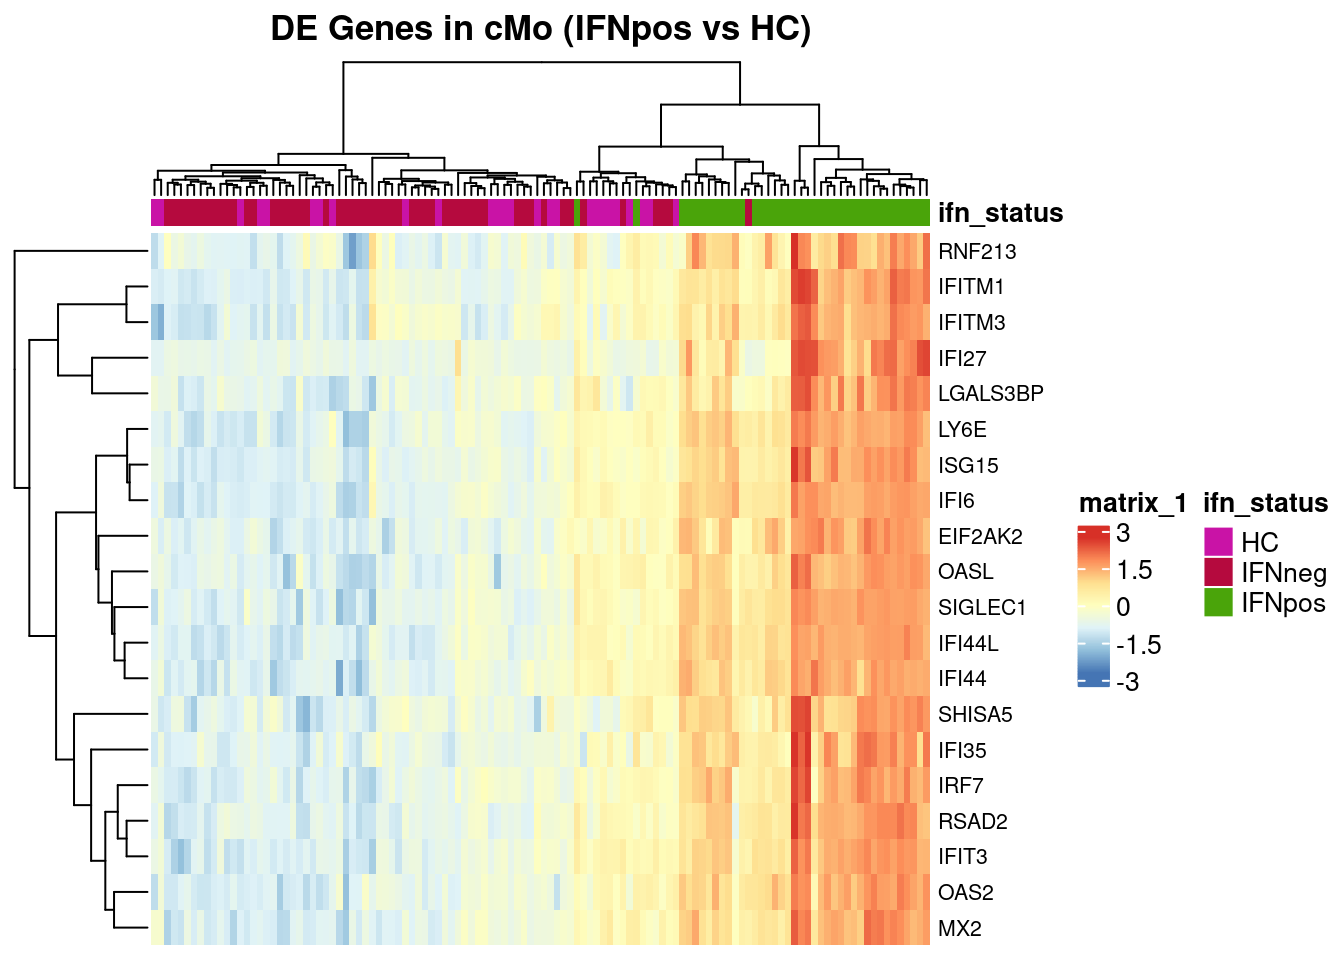 DE Genes in cMo (IFNpos vs HC)
ifn_status
RNF213
IFITM1
IFITM3
IFI27
LGALS3BP
LY6E
ISG15
IFI6
EIF2AK2
OASL
SIGLEC1
IFI44L
IFI44
SHISA5
IFI35
IRF7
RSAD2
IFIT3
OAS2
MX2
matrix_1
3
1.5
0
-1.5
-3
ifn_status
HC
IFNneg
IFNpos